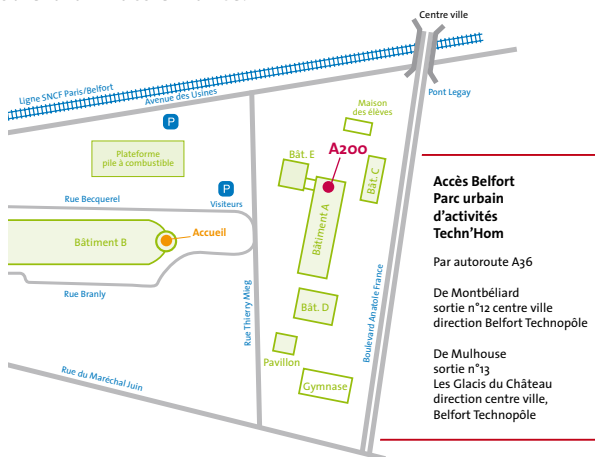 Centre ville
Ligne SNCF Paris/Belfort
Avenue des Usines
Pont Legay
P
Maison
des élèves
Plateforme
pile à combustible
Bât. E
A200
Bât. C
P
Visiteurs
Rue Becquerel
Bâtiment A
Accueil
Bâtiment B
Rue Branly
Rue Thierry Mieg
Bât. D
Boulevard Anatole France
Pavillon
Rue du Maréchal Juin
Gymnase
Accès Belfort
Parc urbain
d'activités
Techn'Hom
Par autoroute A36
De Montbéliard
sortie n°12 centre ville
direction Belfort Technopôle
De Mulhouse
sortie n°13
Les Glacis du Château
direction centre ville,
Belfort Technopôle